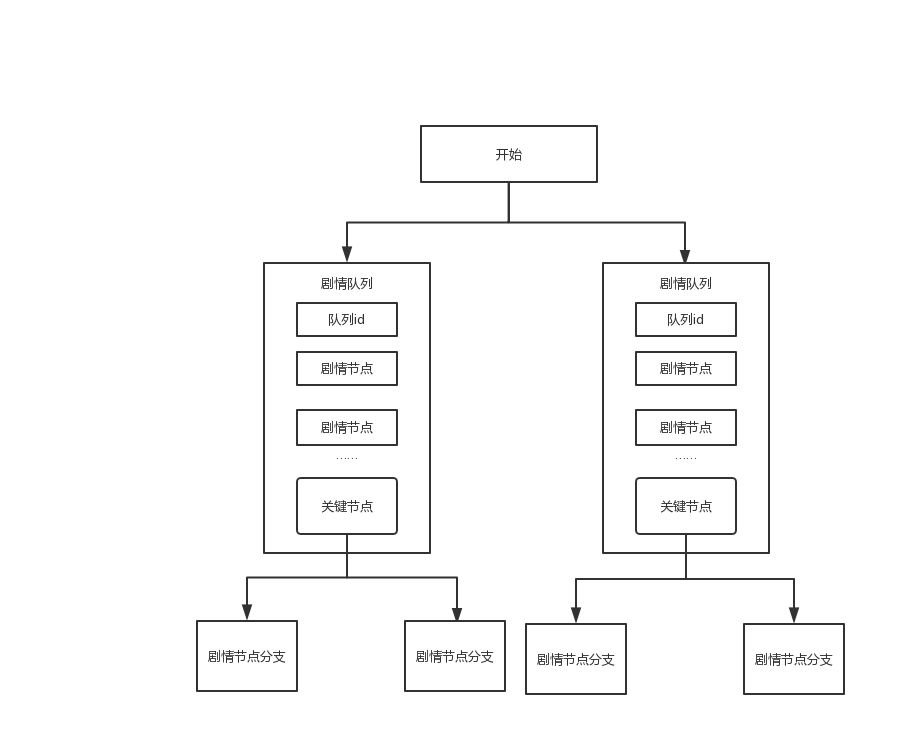 开始
剧情队列
队列id
剧情节点
剧情节点
......
关键节点
剧情队列
队列id
剧情节点
剧情节点
......
关键节点
剧情节点分支
剧情节点分支
剧情节点分支
剧情节点分支